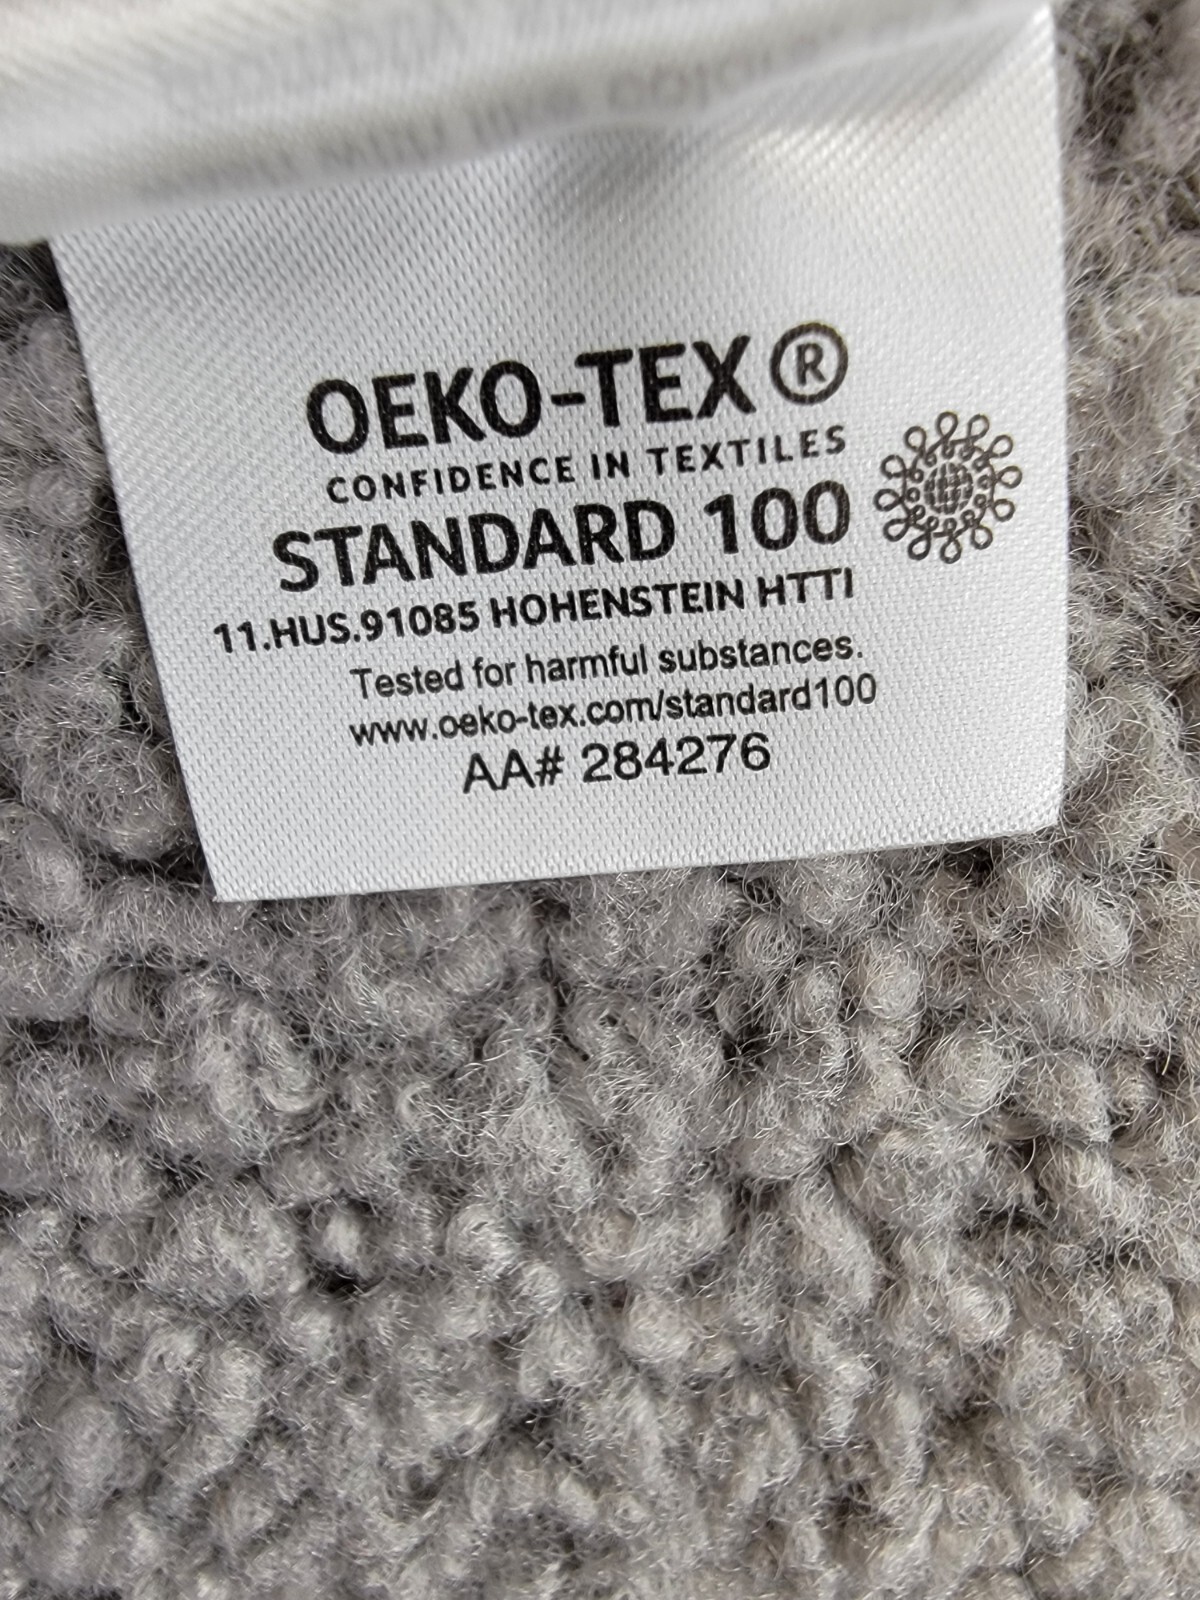 OEKO-TEX®
CONFIDENCE IN TEXTILES
STANDARD 100
11.HUS.91085 HOHENSTEIN HTTI
Tested for harmful substances.
www.oeko-tex.com/standard100
AA# 284276